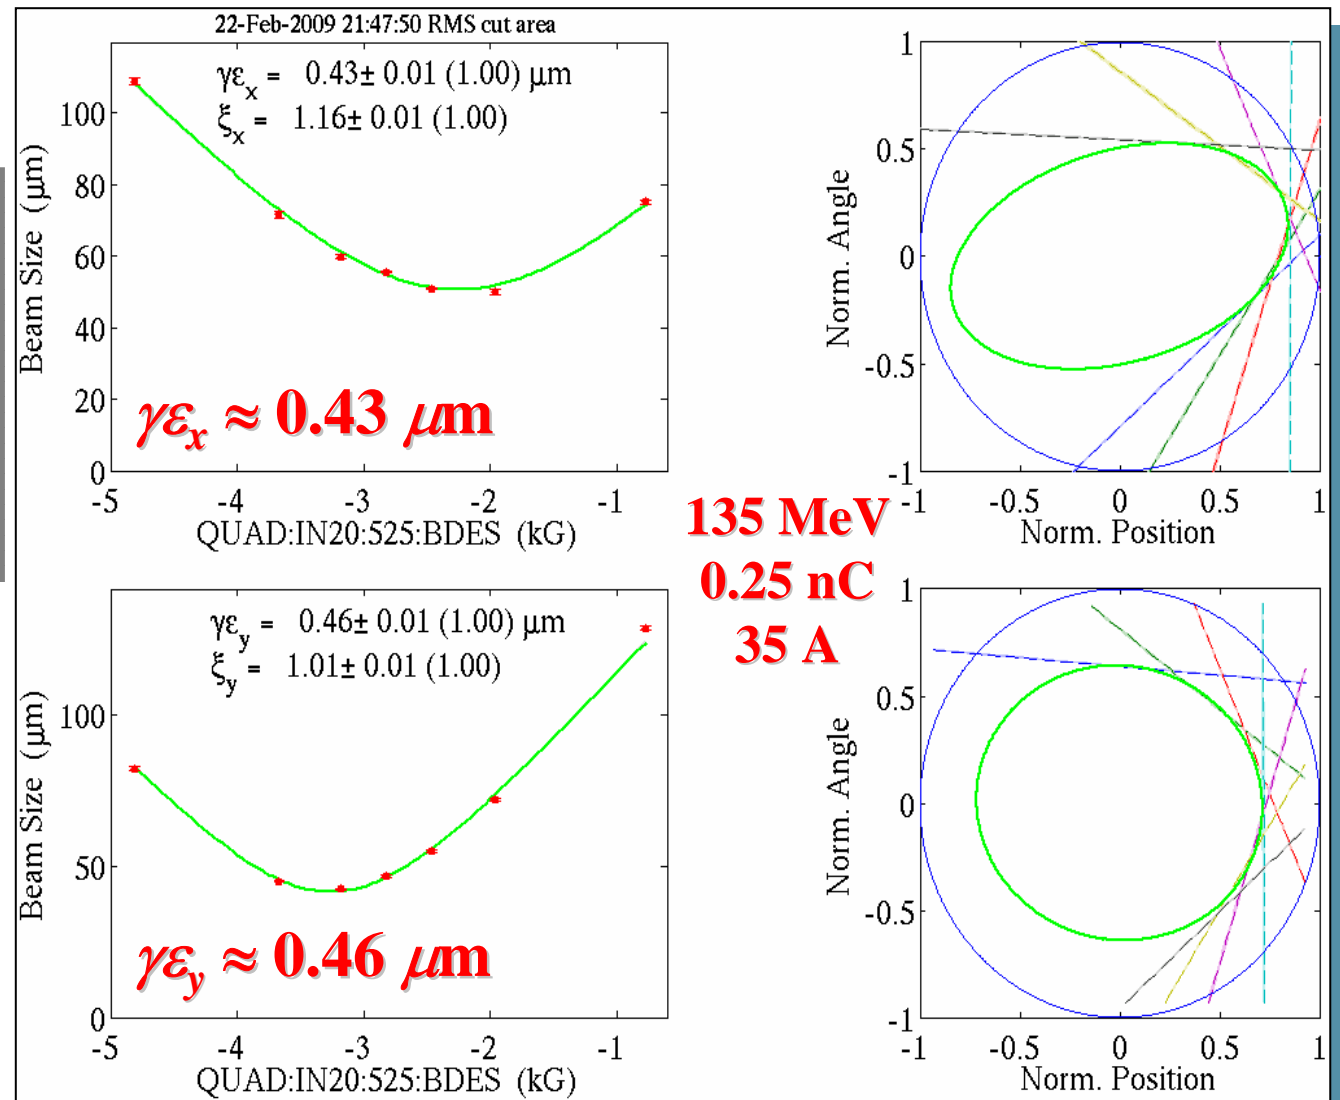 22-Feb-2009 21:47:50 RMS cut area
γεx = 0.43± 0.01 (1.00) μm
ξx = 1.16± 0.01 (1.00)
100
80
60
40
20
0
Beam Size (μm)
γεx ≈ 0.43 μm
-5 -4 -3 -2 -1
QUAD:IN20:525:BDES (kG)
1
0.5
0
-0.5
-1
Norm. Angle
-1 -0.5 0 0.5 1
Norm. Position
135 MeV
0.25 nC
35 A
γεy = 0.46± 0.01 (1.00) μm
ξy = 1.01± 0.01 (1.00)
100
50
0
Beam Size (μm)
γεy ≈ 0.46 μm
-5 -4 -3 -2 -1
QUAD:IN20:525:BDES (kG)
1
0.5
0
-0.5
-1
Norm. Angle
-1 -0.5 0 0.5 1
Norm. Position